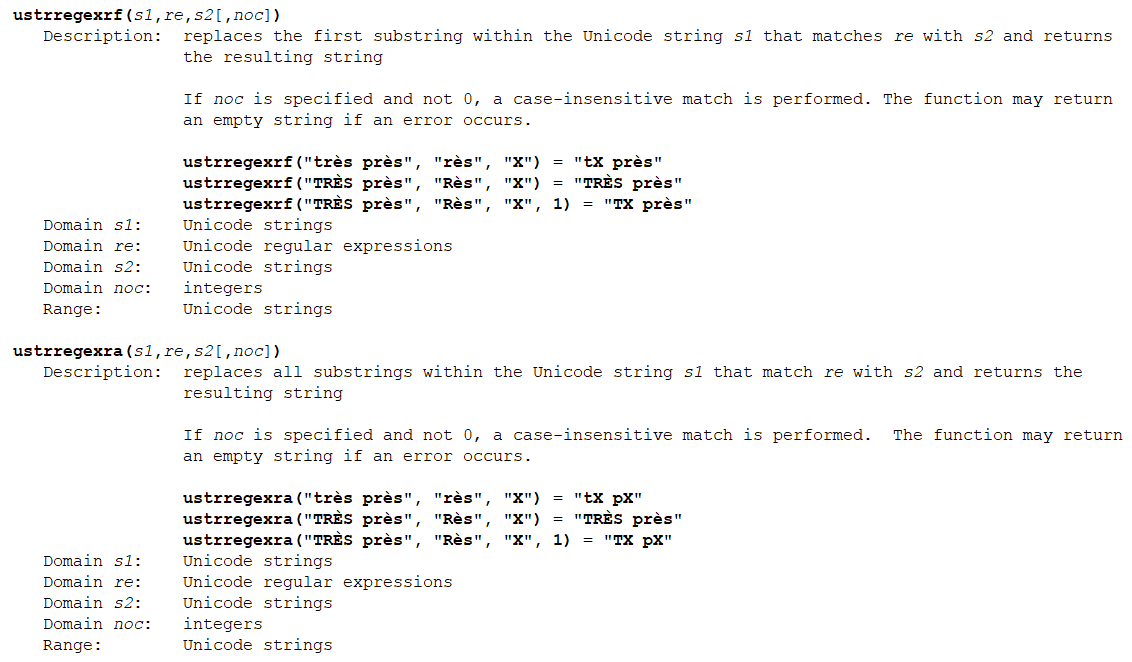 ustrregexrf(s1,re,s2[,noc])
Description: replaces the first substring within the Unicode string s1 that matches re with s2 and returns
the resulting string
If noc is specified and not 0, a case-insensitive match is performed. The function may return
an empty string if an error occurs.
ustrregexrf("très près", "rès", "X") = "tX près"
ustrregexrf("TRÈS près", "Rès", "X") = "TRÈS près"
ustrregexrf("TRÈS près", "Rès", "X", 1) = "TX près"
Domain s1: Unicode strings
Domain re: Unicode regular expressions
Domain s2: Unicode strings
Domain noc: integers
Range: Unicode strings
ustrregexra(s1,re,s2[,noc])
Description: replaces all substrings within the Unicode string s1 that match re with s2 and returns the
resulting string
If noc is specified and not 0, a case-insensitive match is performed. The function may return
an empty string if an error occurs.
ustrregexra("très près", "rès", "X") = "tX pX"
ustrregexra("TRÈS près", "Rès", "X") = "TRÈS près"
ustrregexra("TRÈS près", "Rès", "X", 1) = "TX pX"
Domain s1: Unicode strings
Domain re: Unicode regular expressions
Domain s2: Unicode strings
Domain noc: integers
Range: Unicode strings